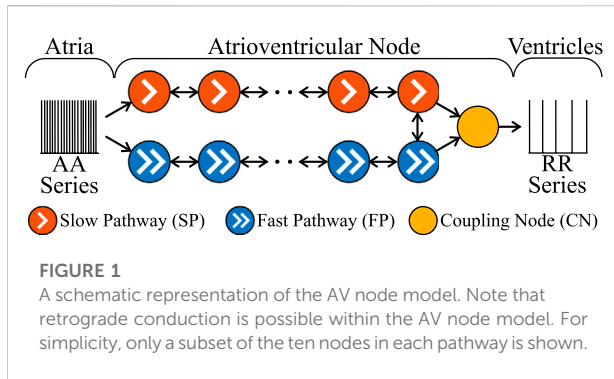 Atria Atrioventricular Node Ventricles
AA
Series
RR
Series
Slow Pathway (SP) Fast Pathway (FP) Coupling Node (CN)
FIGURE 1
A schematic representation of the AV node model. Note that
retrograde conduction is possible within the AV node model. For
simplicity, only a subset of the ten nodes in each pathway is shown.